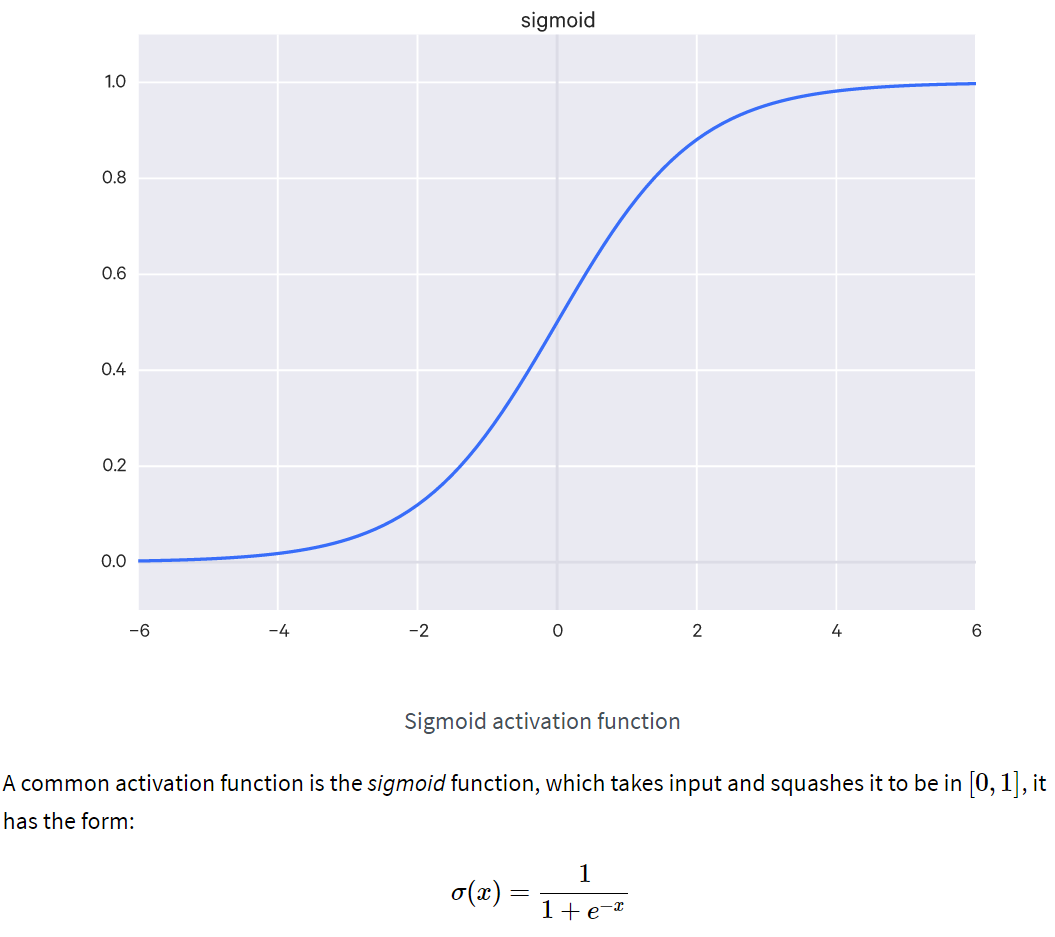 sigmoid
1.0
0.8
0.6
0.4
0.2
0.0
−6 −4 −2 0 2 4 6
Sigmoid activation function
A common activation function is the sigmoid function, which takes input and squashes it to be in [0, 1], it
has the form:
σ(x) = 1 / (1 + e^{−x})